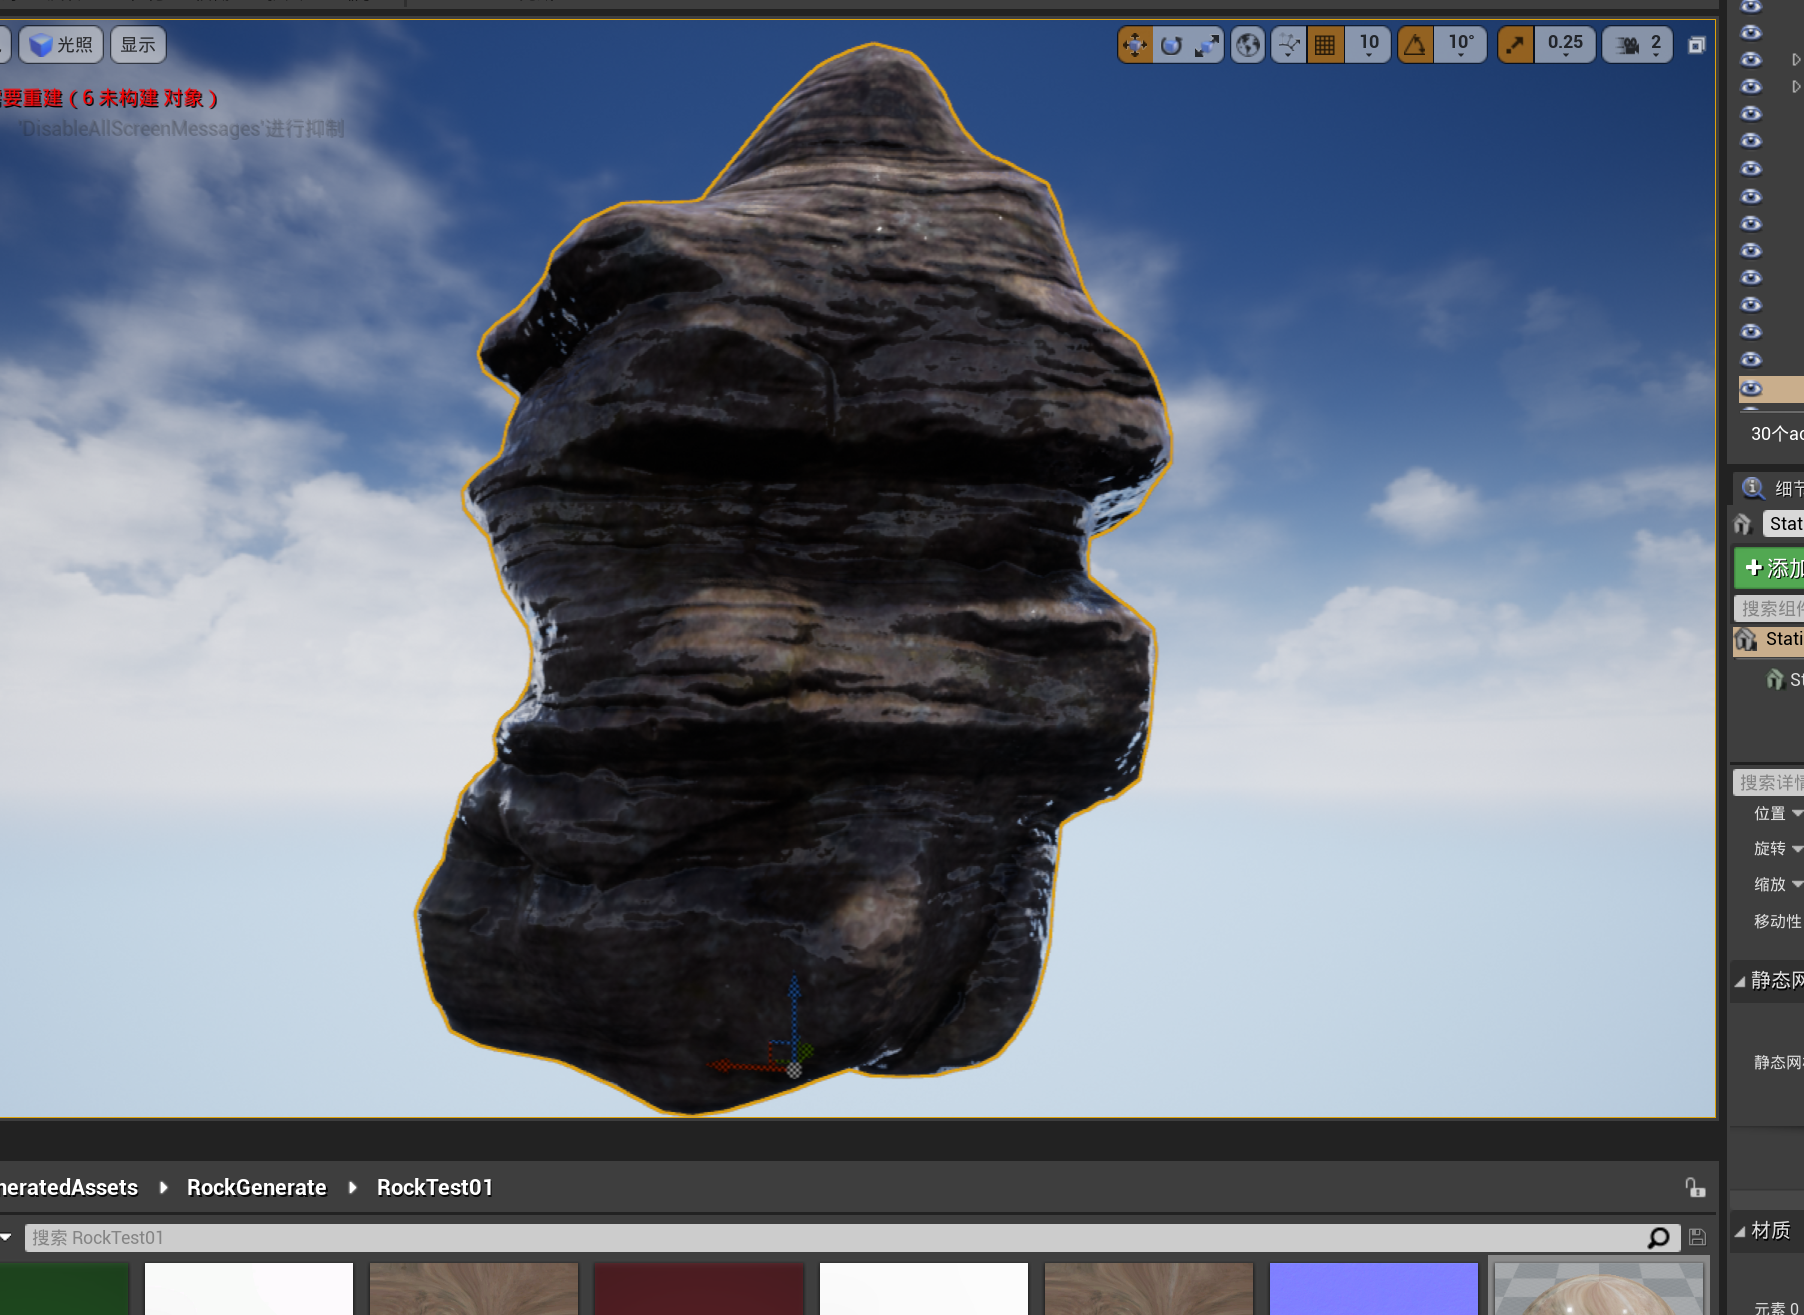 光照
显示
10
10°
0.25
2
要重建 ( 6 未构建 对象 )
'DisableAllScreenMessages'进行抑制
30个ac
细节
Stat
添加
搜索组件
Stati
St
搜索详情
位置
旋转
缩放
移动性
静态网
静态网格
neratedAssets RockGenerate RockTest01
搜索 RockTest01
材质
元素 0